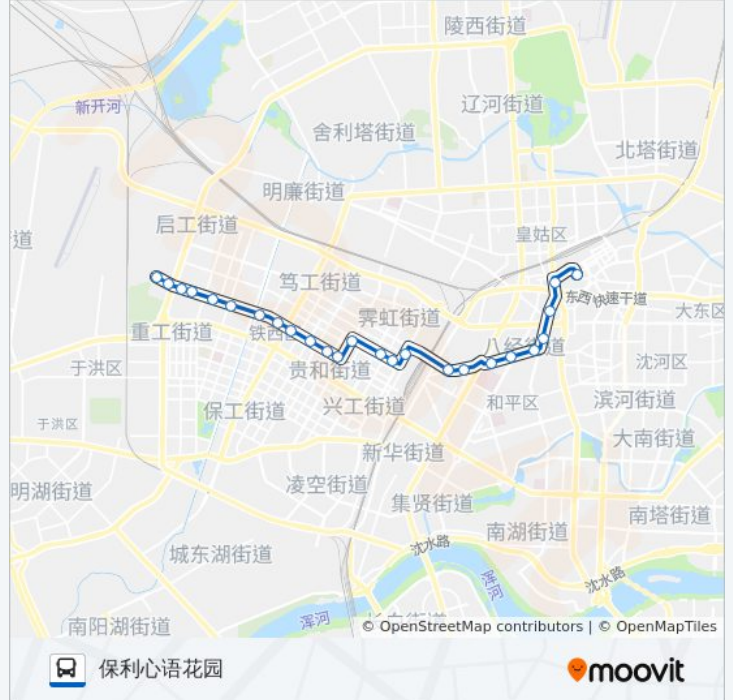 陵西街道
新开河
辽河街道
舍利塔街道
北塔街道
明廉街道
启工街道
皇姑区
道
笃工街道
东西快速干道
大东区
重工街道
铁西区
霁虹街道
八经街道
于洪区
贵和街道
沈河区
保工街道
兴工街道
和平区
滨河街道
于洪区
大南街道
新华街道
明湖街道
凌空街道
集贤街道
南塔街道
南湖街道
城东湖街道
沈水路
浑河
沈水路
南阳湖街道
浑河
© OpenStreetMap contributors | © OpenMapTiles
保利心语花园
moovit